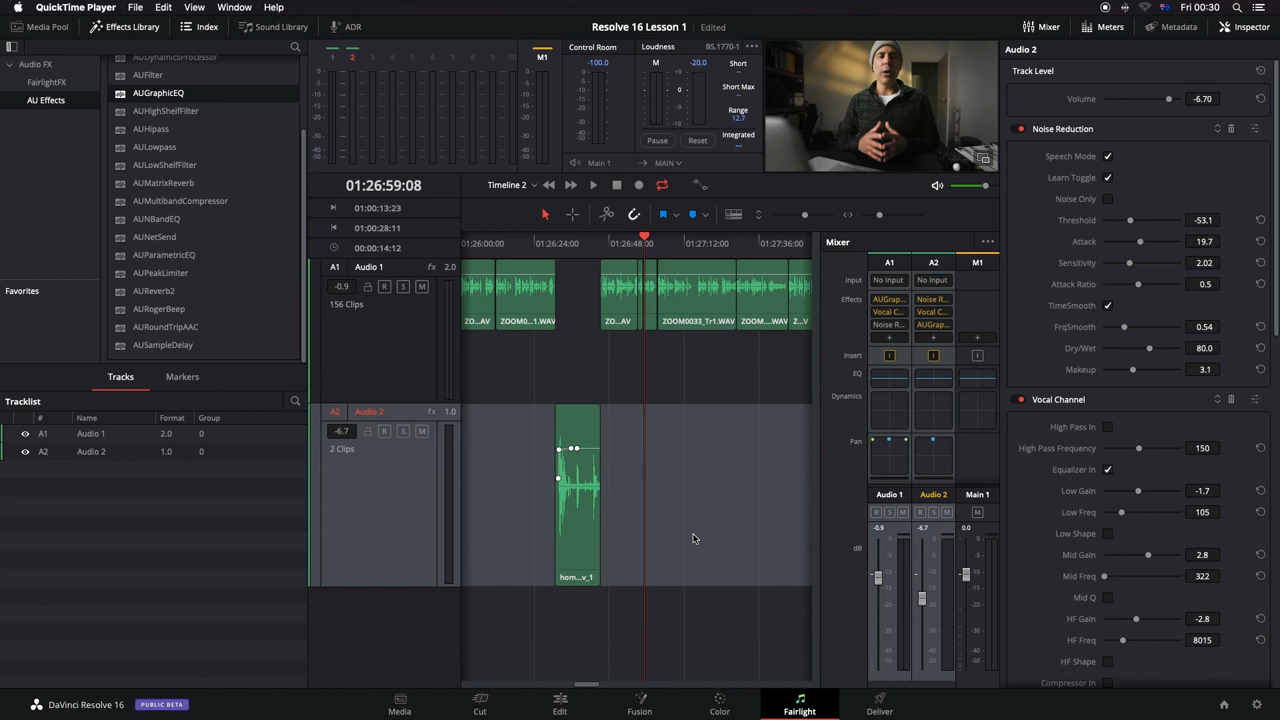 QuickTime Player File Edit View Window Help Fri 00:30
Media Pool Effects Library Index Sound Library ADR Resolve 16 Lesson 1 Edited Mixer Meters Metadata Inspector
Audio FX
FairlightFX
AU Effects
Favorites
AUDynamicsProcessor
AUFilter
AUGraphicEQ
AUHighShelfFilter
AUHipass
AULowpass
AULowShelfFilter
AUMatrixReverb
AUMultibandCompressor
AUNBandEQ
AUNetSend
AUParametricEQ
AUPeakLimiter
AUReverb2
AURogerBeep
AURoundTripAAC
AUSampleDelay
Tracks Markers
Tracklist
# Name Format Group
A1 Audio 1 2.0 0
A2 Audio 2 1.0 0
1 2 3 4 5 6 7 8 9 10 11 12 M1
Control Room
-100.0
Loudness BS.1770-1
M -20.0
Short
Short Max
Range
12.7
Integrated
Pause Reset
Main 1 MAIN
01:26:59:08 Timeline 2
01:00:13:23
01:00:28:11
00:00:14:12
01:26:00:00 01:26:24:00 01:26:48:00 01:27:12:00 01:27:36:00
A1 Audio 1 fx 2.0
-0.9 R S M
156 Clips
ZO...AV ZOOM0...1.WAV ZO...AV ZOOM0033_Tr1.WAV ZOOM....WAV Z...V
A2 Audio 2 fx 1.0
-6.7 R S M
2 Clips
hom...v_1
Mixer
A1 A2 M1
Input No Input No Input
Effects AUGrap... Noise R...
Vocal C... Vocal C...
Noise R... AUGrap...
+ + +
Insert
EQ
Dynamics
Pan
Audio 1 Audio 2 Main 1
R S M R S M M
-0.9 -6.7 0.0
dB
Audio 2
Track Level
Volume -6.70
Noise Reduction
Speech Mode
Learn Toggle
Noise Only
Threshold -53.1
Attack 19.7
Sensitivity 2.02
Attack Ratio 0.5
TimeSmooth
FrqSmooth 0.54
Dry/Wet 80.0
Makeup 3.1
Vocal Channel
High Pass In
High Pass Frequency 150
Equalizer In
Low Gain -1.7
Low Freq 105
Low Shape
Mid Gain 2.8
Mid Freq 322
Mid Q
HF Gain -2.8
HF Freq 8015
HF Shape
Compressor In
DaVinci Resolve 16 PUBLIC BETA Media Cut Edit Fusion Color Fairlight Deliver